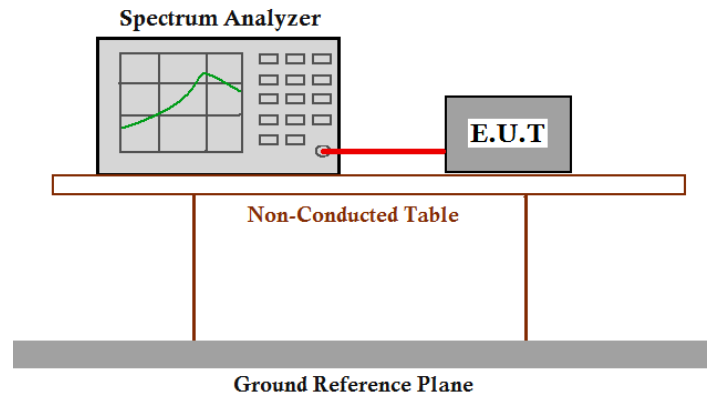 Spectrum Analyzer
E.U.T
Non-Conducted Table
Ground Reference Plane